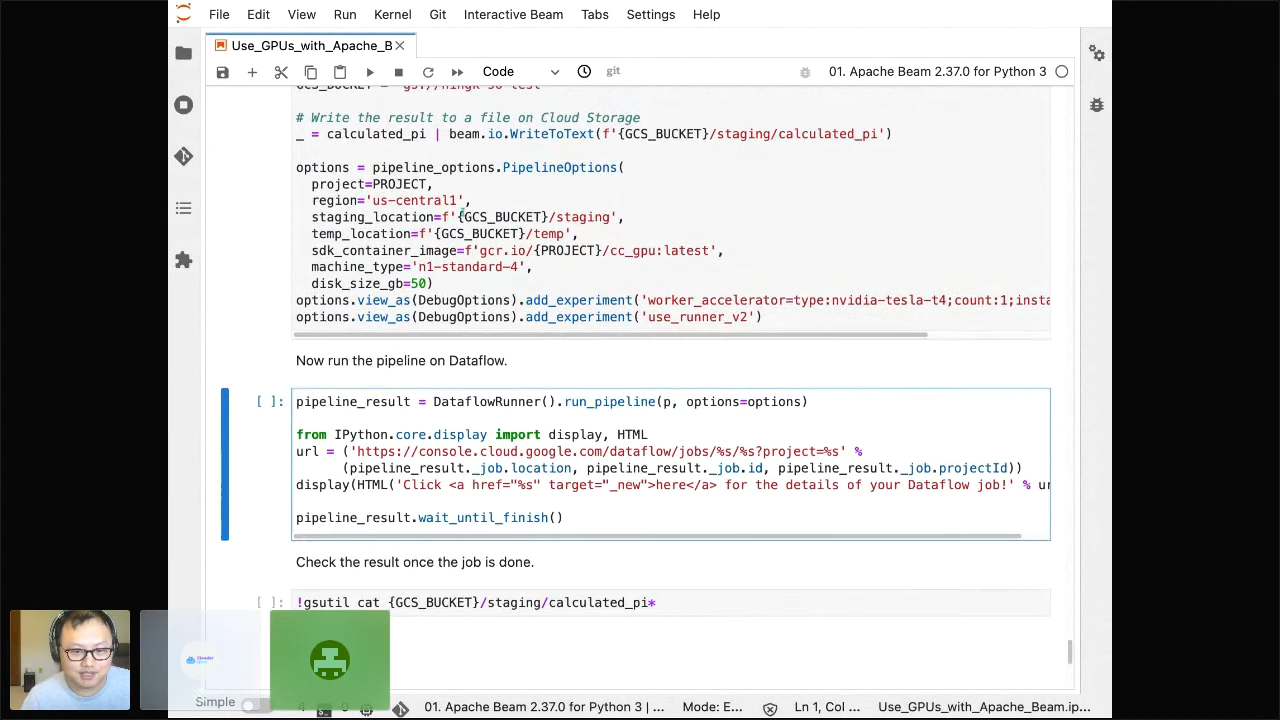 File Edit View Run Kernel Git Interactive Beam Tabs Settings Help
Use_GPUs_with_Apache_B
Code git 01. Apache Beam 2.37.0 for Python 3
# Write the result to a file on Cloud Storage
_ = calculated_pi | beam.io.WriteToText(f'{GCS_BUCKET}/staging/calculated_pi')
options = pipeline_options.PipelineOptions(
project=PROJECT,
region='us-central1',
staging_location=f'{GCS_BUCKET}/staging',
temp_location=f'{GCS_BUCKET}/temp',
sdk_container_image=f'gcr.io/{PROJECT}/cc_gpu:latest',
machine_type='n1-standard-4',
disk_size_gb=50)
options.view_as(DebugOptions).add_experiment('worker_accelerator=type:nvidia-tesla-t4;count:1;insta
options.view_as(DebugOptions).add_experiment('use_runner_v2')
Now run the pipeline on Dataflow.
[ ]: pipeline_result = DataflowRunner().run_pipeline(p, options=options)
from IPython.core.display import display, HTML
url = ('https://console.cloud.google.com/dataflow/jobs/%s/%s?project=%s' %
(pipeline_result._job.location, pipeline_result._job.id, pipeline_result._job.projectId))
display(HTML('Click <a href="%s" target="_new">here</a> for the details of your Dataflow job!' % ur
pipeline_result.wait_until_finish()
Check the result once the job is done.
[ ]: !gsutil cat {GCS_BUCKET}/staging/calculated_pi*
Simple 01. Apache Beam 2.37.0 for Python 3 | ... Mode: E... Ln 1, Col ... Use_GPUs_with_Apache_Beam.ip...